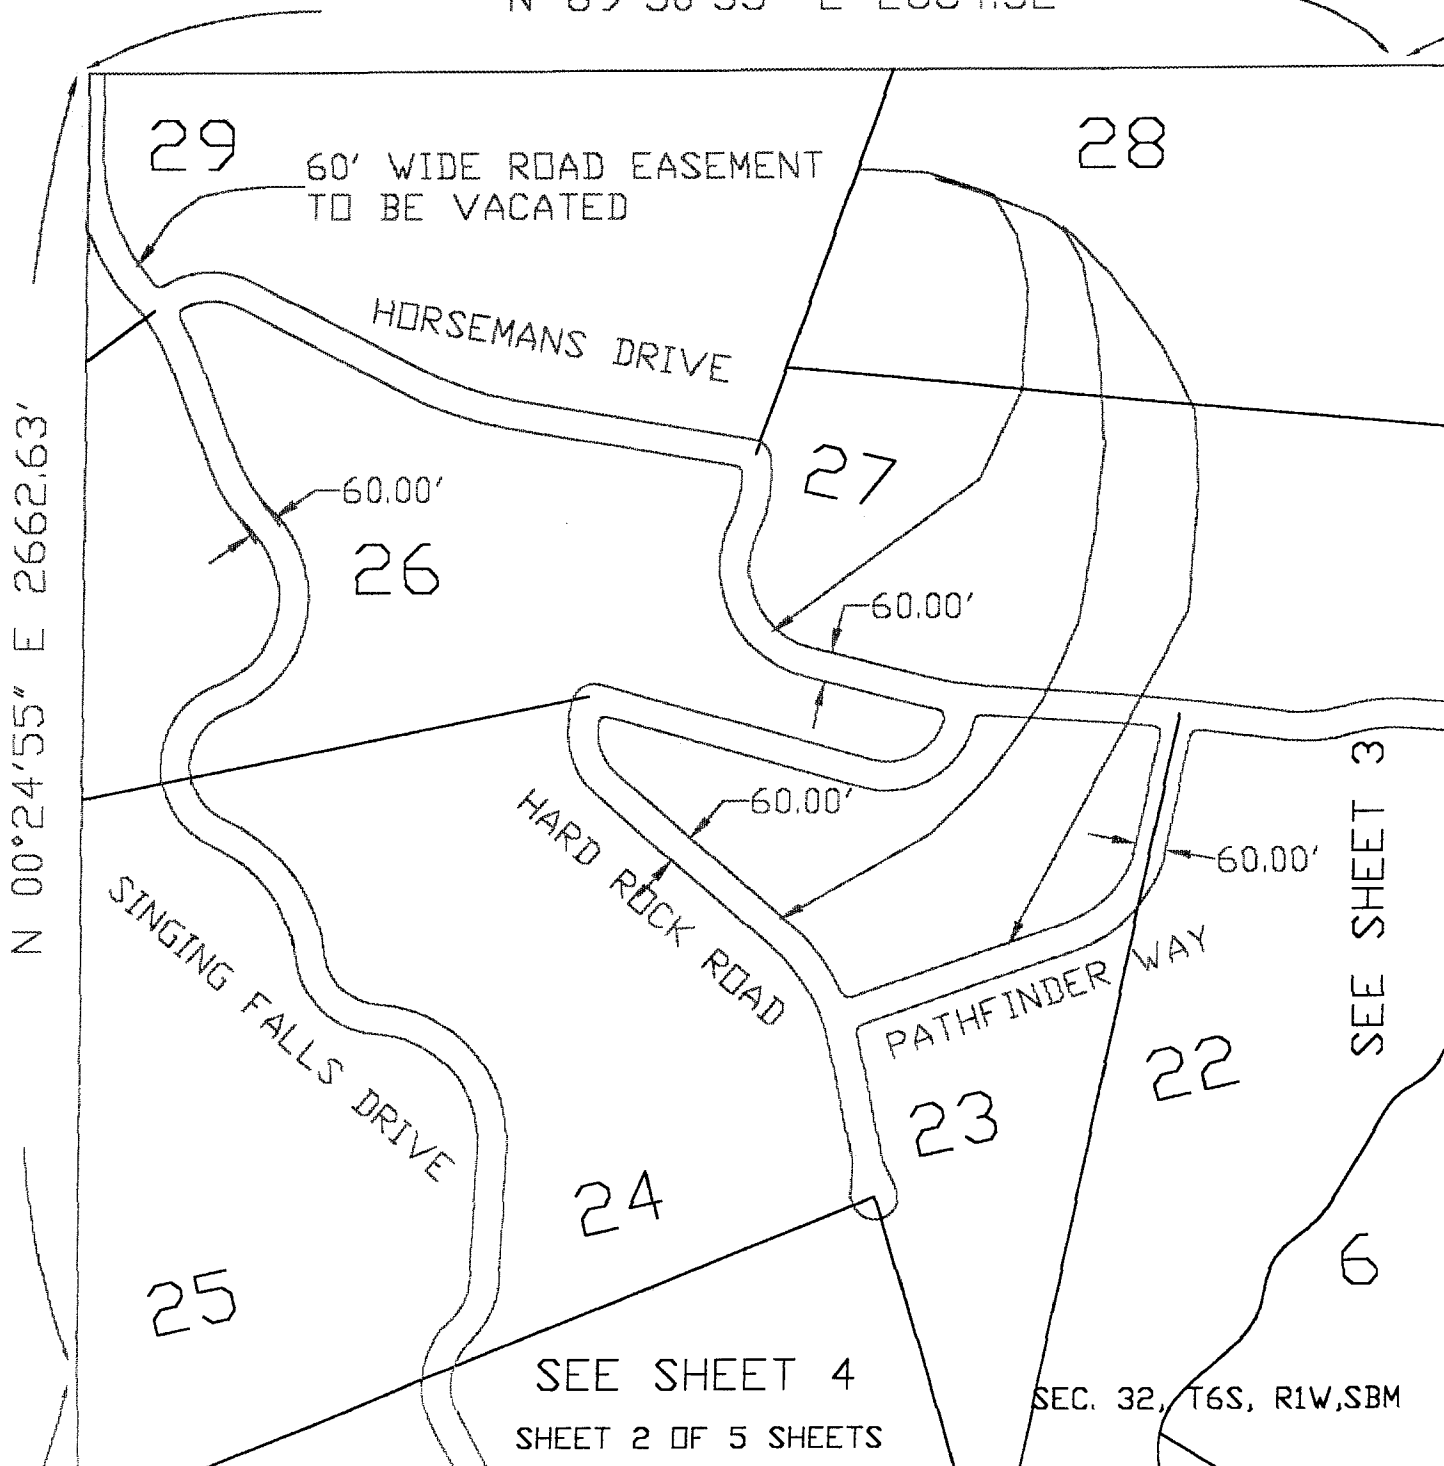 29
28
60' WIDE ROAD EASEMENT
TO BE VACATED
HORSEMANS DRIVE
27
60.00'
26
60.00'
N 00°24'55" E 2662.63'
60.00'
HARD ROCK ROAD
60.00'
SEE SHEET 3
SINGING FALLS DRIVE
PATHFINDER WAY
22
23
24
6
25
SEE SHEET 4
SEC. 32, T6S, R1W,SBM
SHEET 2 OF 5 SHEETS